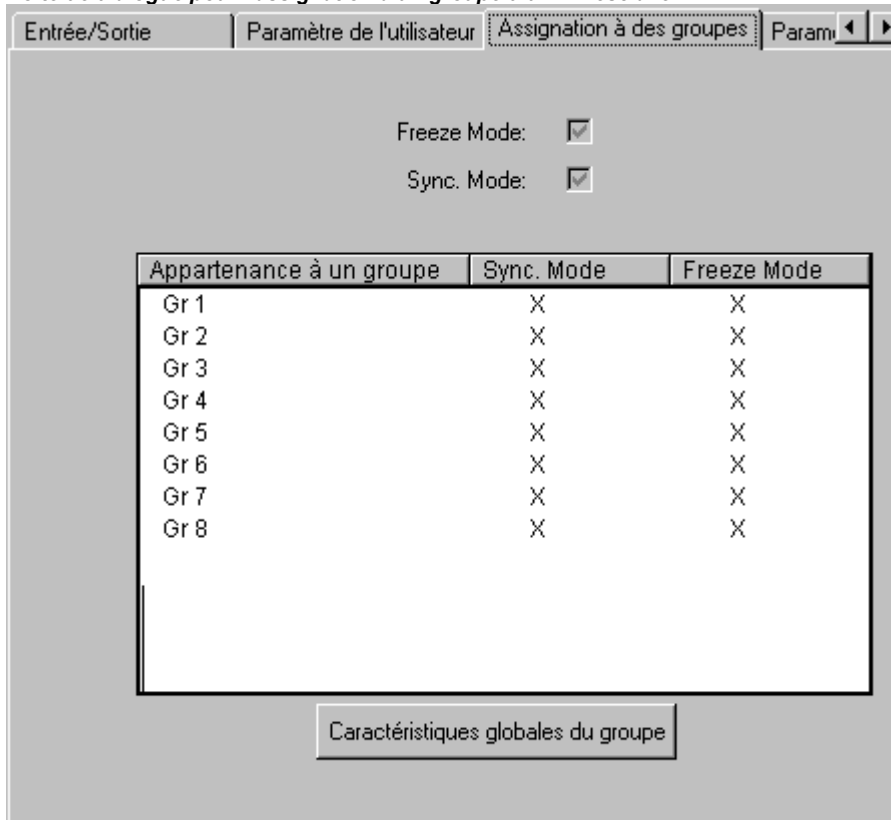 Entrée/Sortie Paramètre de l'utilisateur Assignation à des groupes
Freeze Mode:
Sync. Mode:
Appartenance à un groupe Sync. Mode Freeze Mode
Gr 1 X X
Gr 2 X X
Gr 3 X X
Gr 4 X X
Gr 5 X X
Gr 6 X X
Gr 7 X X
Gr 8 X X
Caractéristiques globales du groupe